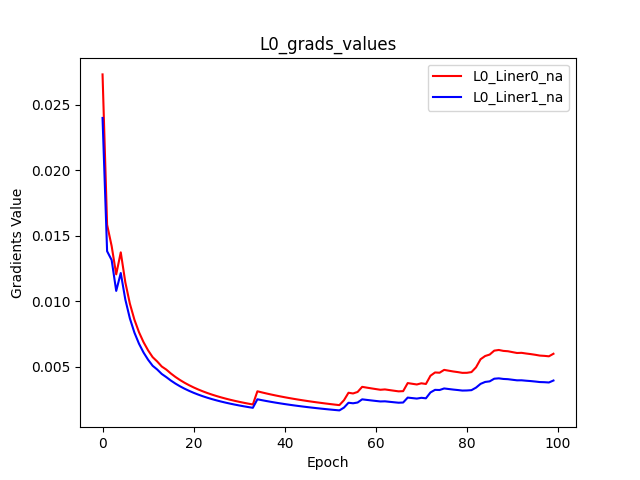 L0_grads_values
L0_Liner0_na
L0_Liner1_na
0.025
0.020
0.015
0.010
0.005
Gradients Value
0 20 40 60 80 100
Epoch